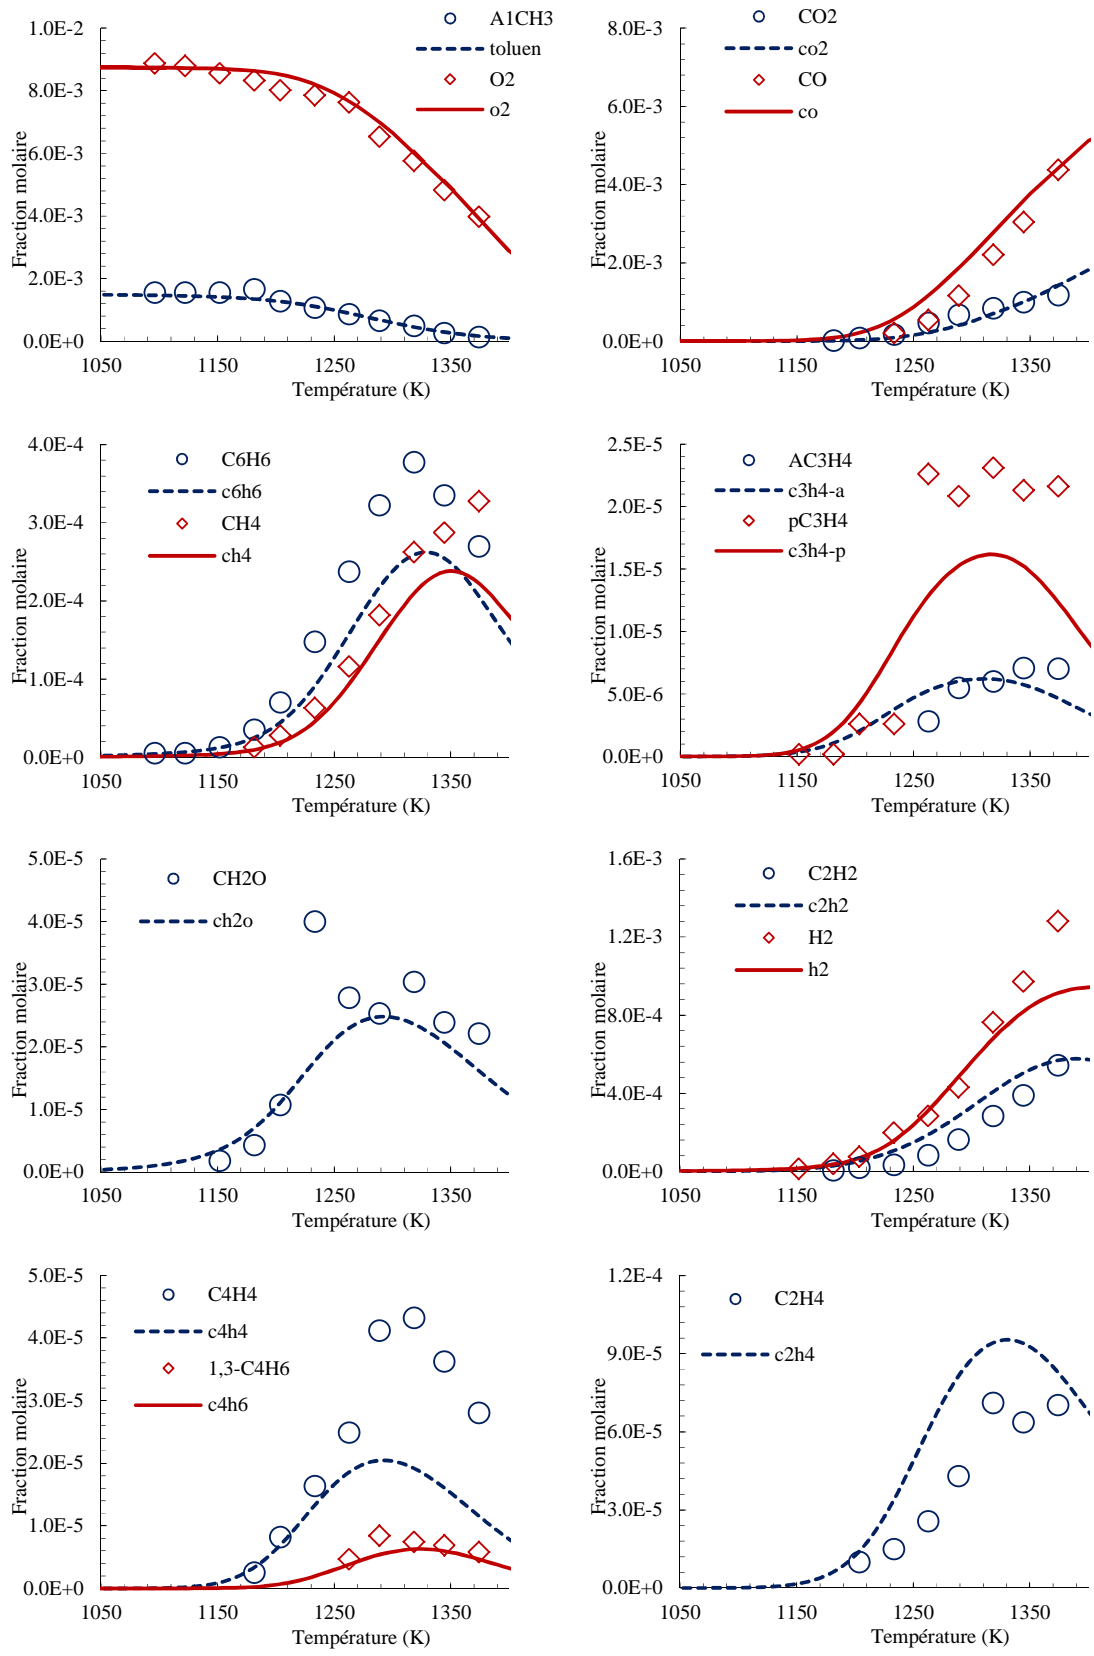 A1CH3
toluen
O2
o2
1.0E-2
8.0E-3
6.0E-3
4.0E-3
2.0E-3
0.0E+0
Fraction molaire
1050 1150 1250 1350
Température (K)
CO2
co2
CO
co
8.0E-3
6.0E-3
4.0E-3
2.0E-3
0.0E+0
Fraction molaire
1050 1150 1250 1350
Température (K)
C6H6
c6h6
CH4
ch4
4.0E-4
3.0E-4
2.0E-4
1.0E-4
0.0E+0
Fraction molaire
1050 1150 1250 1350
Température (K)
AC3H4
c3h4-a
pC3H4
c3h4-p
2.5E-5
2.0E-5
1.5E-5
1.0E-5
5.0E-6
0.0E+0
Fraction molaire
1050 1150 1250 1350
Température (K)
CH2O
ch2o
5.0E-5
4.0E-5
3.0E-5
2.0E-5
1.0E-5
0.0E+0
Fraction molaire
1050 1150 1250 1350
Température (K)
C2H2
c2h2
H2
h2
1.6E-3
1.2E-3
8.0E-4
4.0E-4
0.0E+0
Fraction molaire
1050 1150 1250 1350
Température (K)
C4H4
c4h4
1,3-C4H6
c4h6
5.0E-5
4.0E-5
3.0E-5
2.0E-5
1.0E-5
0.0E+0
Fraction molaire
1050 1150 1250 1350
Température (K)
C2H4
c2h4
1.2E-4
9.0E-5
6.0E-5
3.0E-5
0.0E+0
Fraction molaire
1050 1150 1250 1350
Température (K)